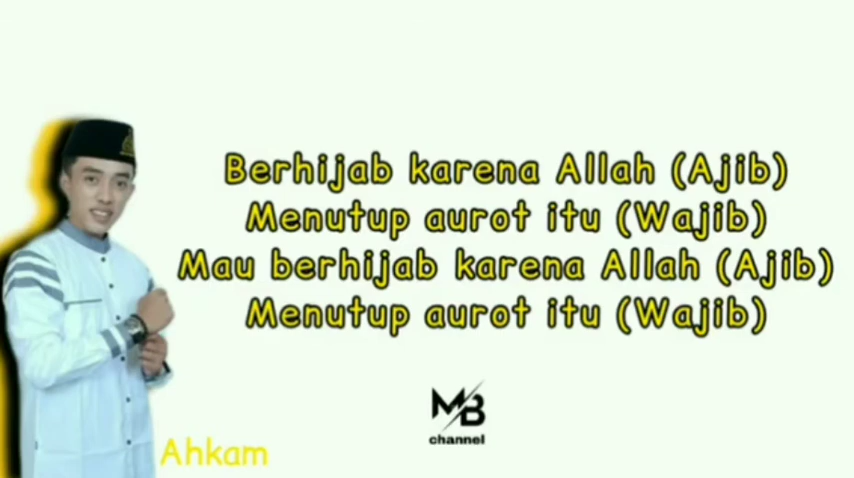 Berhijab karena Allah (Ajib)
Menutup aurot itu (Wajib)
Mau berhijab karena Allah (Ajib)
Menutup aurot itu (Wajib)
MB
channel
Ahkam